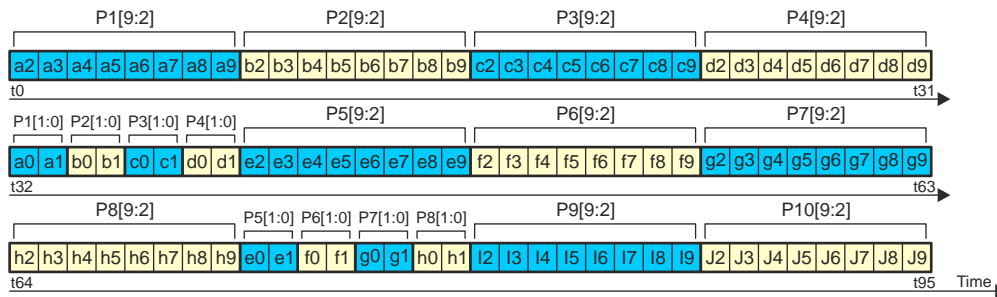 P1[9:2] P2[9:2] P3[9:2] P4[9:2]
a2 a3 a4 a5 a6 a7 a8 a9 b2 b3 b4 b5 b6 b7 b8 b9 c2 c3 c4 c5 c6 c7 c8 c9 d2 d3 d4 d5 d6 d7 d8 d9
t0 t31
P1[1:0] P2[1:0] P3[1:0] P4[1:0] P5[9:2] P6[9:2] P7[9:2]
a0 a1 b0 b1 c0 c1 d0 d1 e2 e3 e4 e5 e6 e7 e8 e9 f2 f3 f4 f5 f6 f7 f8 f9 g2 g3 g4 g5 g6 g7 g8 g9
t32 t63
P8[9:2] P5[1:0] P6[1:0] P7[1:0] P8[1:0] P9[9:2] P10[9:2]
h2 h3 h4 h5 h6 h7 h8 h9 e0 e1 f0 f1 g0 g1 h0 h1 I2 I3 I4 I5 I6 I7 I8 I9 J2 J3 J4 J5 J6 J7 J8 J9
t64 t95 Time